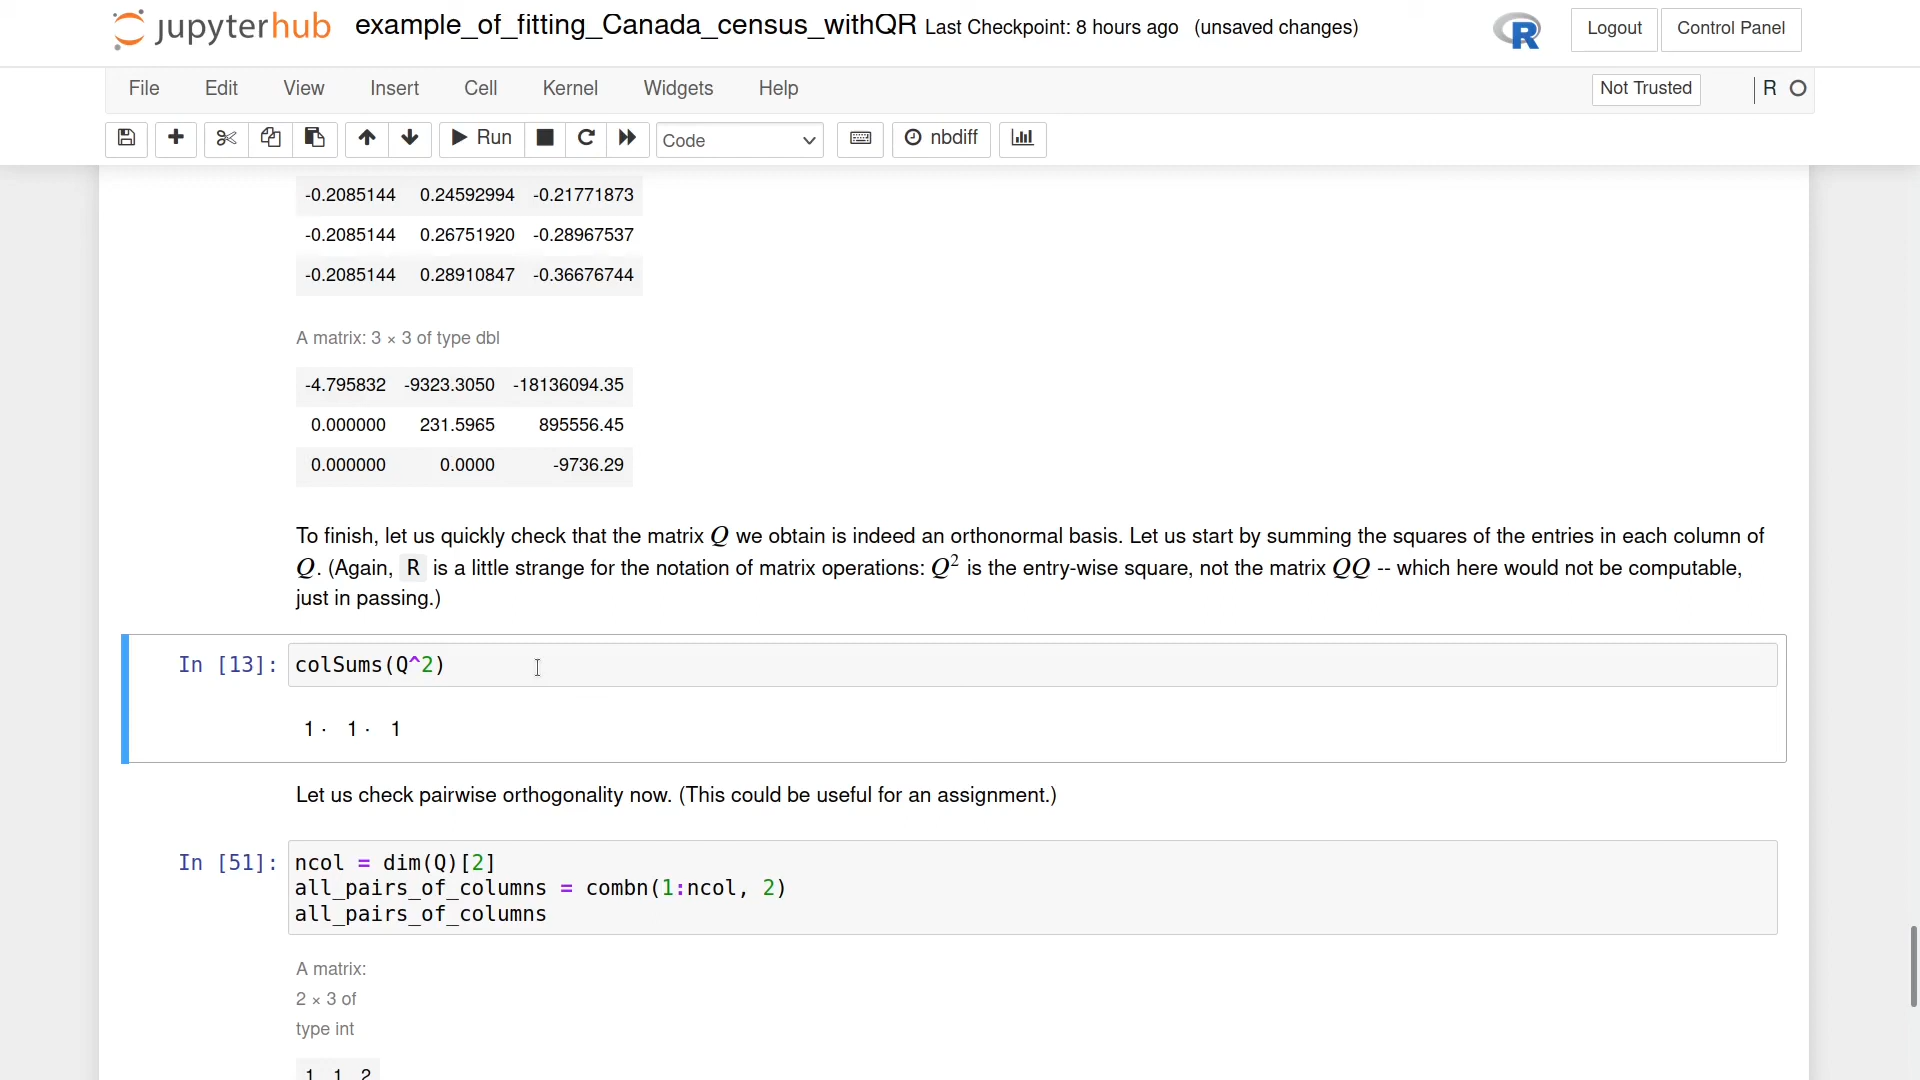 jupyterhub example_of_fitting_Canada_census_withQR Last Checkpoint: 8 hours ago (unsaved changes) R Logout Control Panel
File Edit View Insert Cell Kernel Widgets Help Not Trusted R
Run Code nbdiff
-0.2085144 0.24592994 -0.21771873
-0.2085144 0.26751920 -0.28967537
-0.2085144 0.28910847 -0.36676744
A matrix: 3 × 3 of type dbl
-4.795832 -9323.3050 -18136094.35
0.000000 231.5965 895556.45
0.000000 0.0000 -9736.29
To finish, let us quickly check that the matrix Q we obtain is indeed an orthonormal basis. Let us start by summing the squares of the entries in each column of
Q. (Again, R is a little strange for the notation of matrix operations: Q² is the entry-wise square, not the matrix QQ -- which here would not be computable,
just in passing.)
In [13]: colSums(Q^2)
1 · 1 · 1
Let us check pairwise orthogonality now. (This could be useful for an assignment.)
In [51]: ncol = dim(Q)[2]
all_pairs_of_columns = combn(1:ncol, 2)
all_pairs_of_columns
A matrix:
2 × 3 of
type int
1 1 2